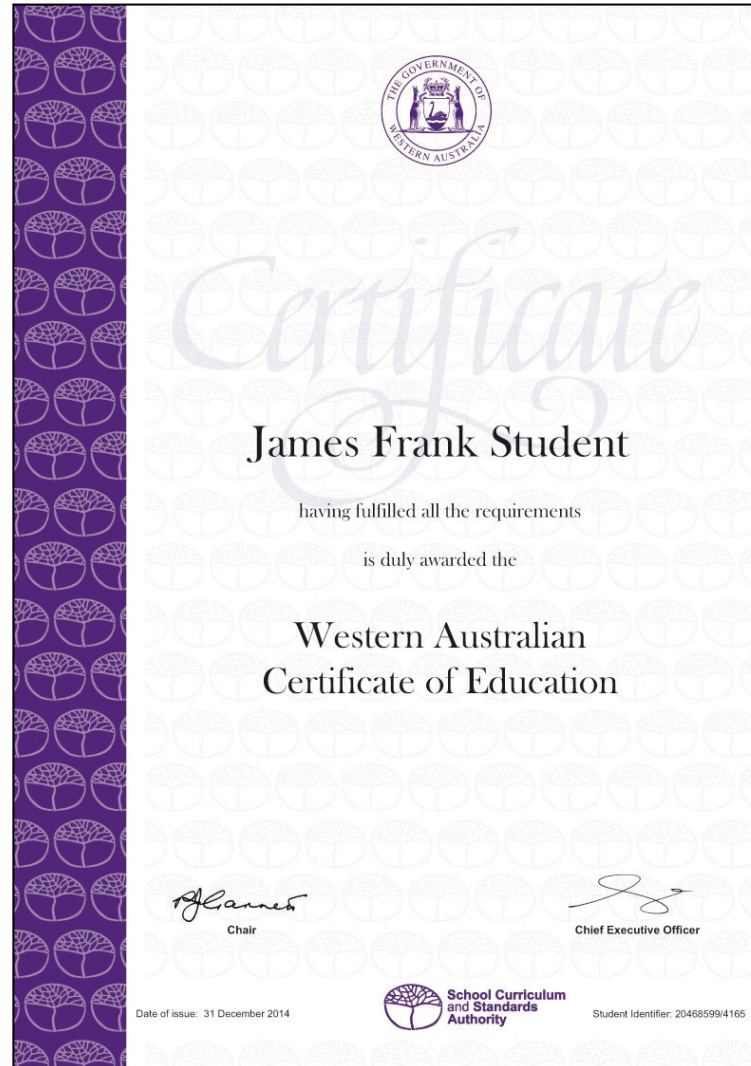 THE GOVERNMENT OF
WESTERN AUSTRALIA
Certificate
James Frank Student
having fulfilled all the requirements
is duly awarded the
Western Australian
Certificate of Education
Chair
Chief Executive Officer
Date of issue: 31 December 2014
School Curriculum
and Standards
Authority
Student Identifier: 20468599/4165